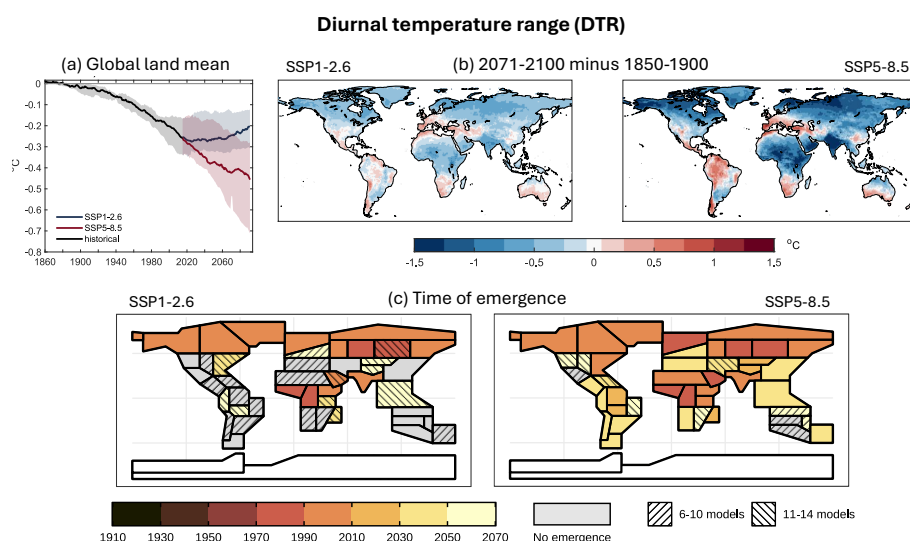 Diurnal temperature range (DTR)
(a) Global land mean
SSP1-2.6
(b) 2071-2100 minus 1850-1900
SSP5-8.5
0
-0.1
-0.2
-0.3
-0.4
-0.5
-0.6
-0.7
-0.8
°C
SSP1-2.6
SSP5-8.5
historical
1860 1900 1940 1980 2020 2060
-1.5 -1 -0.5 0 0.5 1 1.5
°C
SSP1-2.6
(c) Time of emergence
SSP5-8.5
1910 1930 1950 1970 1990 2010 2030 2050 2070
No emergence
6-10 models
11-14 models